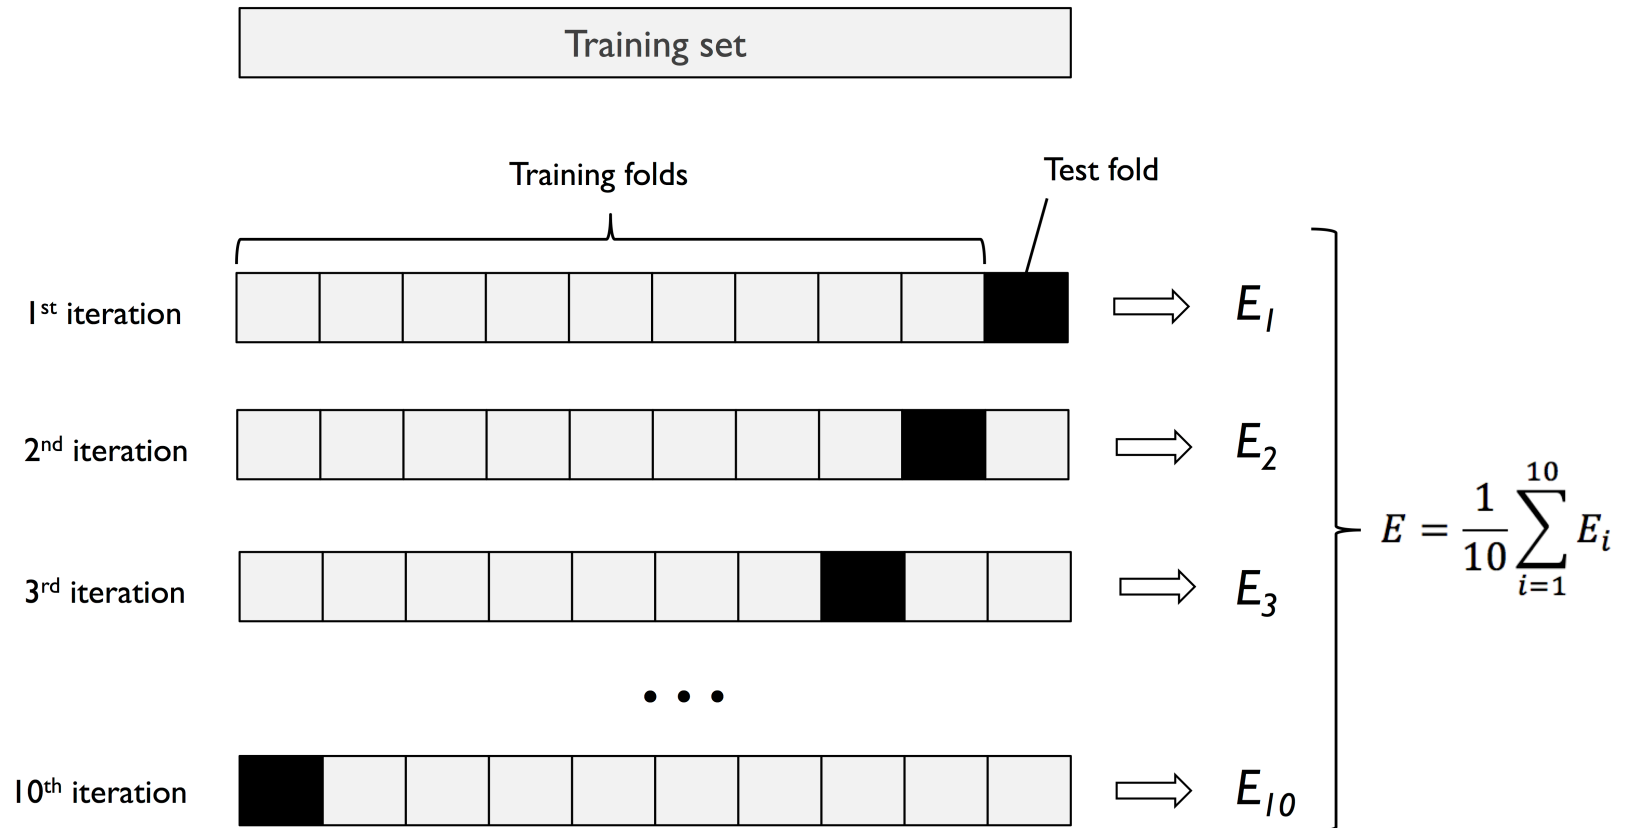 Training set
Training folds
Test fold
1st iteration
E1
2nd iteration
E2
3rd iteration
E3
• • •
10th iteration
E10
E = 1/10 ∑ i=1 10 Ei